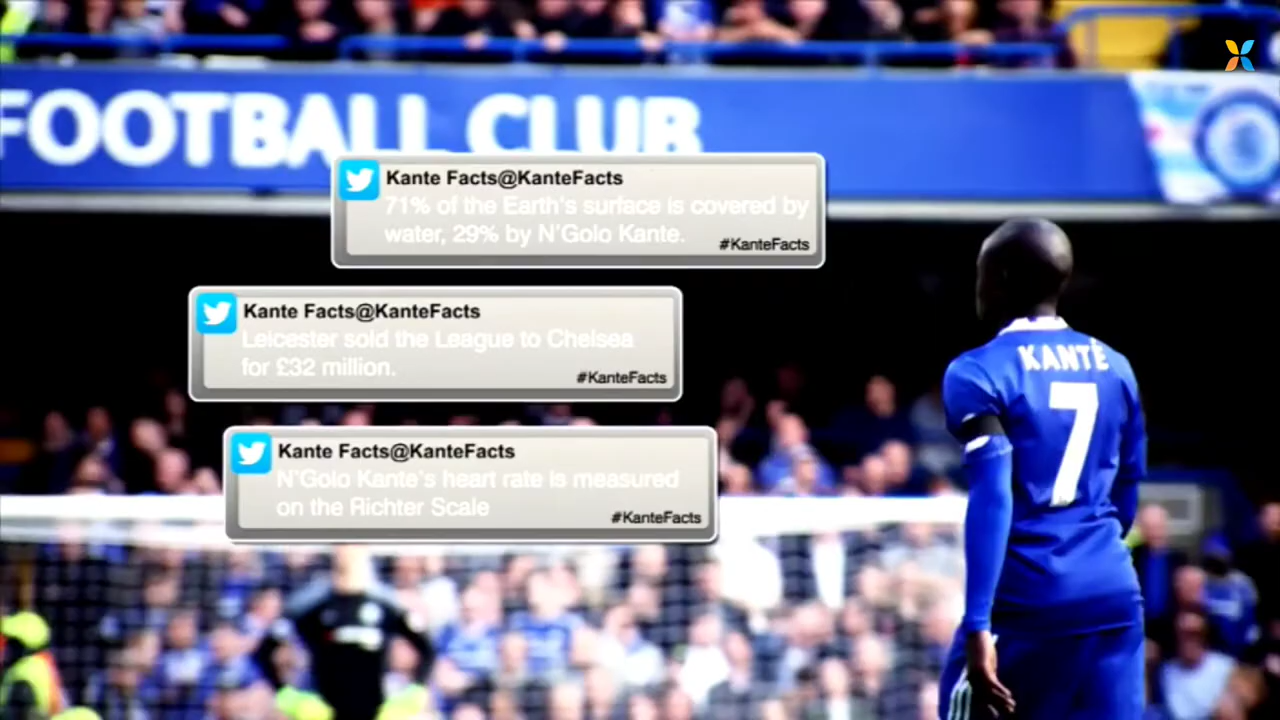 FOOTBALL CLUB
Kante Facts@KanteFacts
71% of the Earth's surface is covered by
water, 29% by N'Golo Kante.
#KanteFacts
Kante Facts@KanteFacts
Leicester sold the League to Chelsea
for £32 million.
#KanteFacts
Kante Facts@KanteFacts
N'Golo Kante's heart rate is measured
on the Richter Scale
#KanteFacts
KANTÉ
7